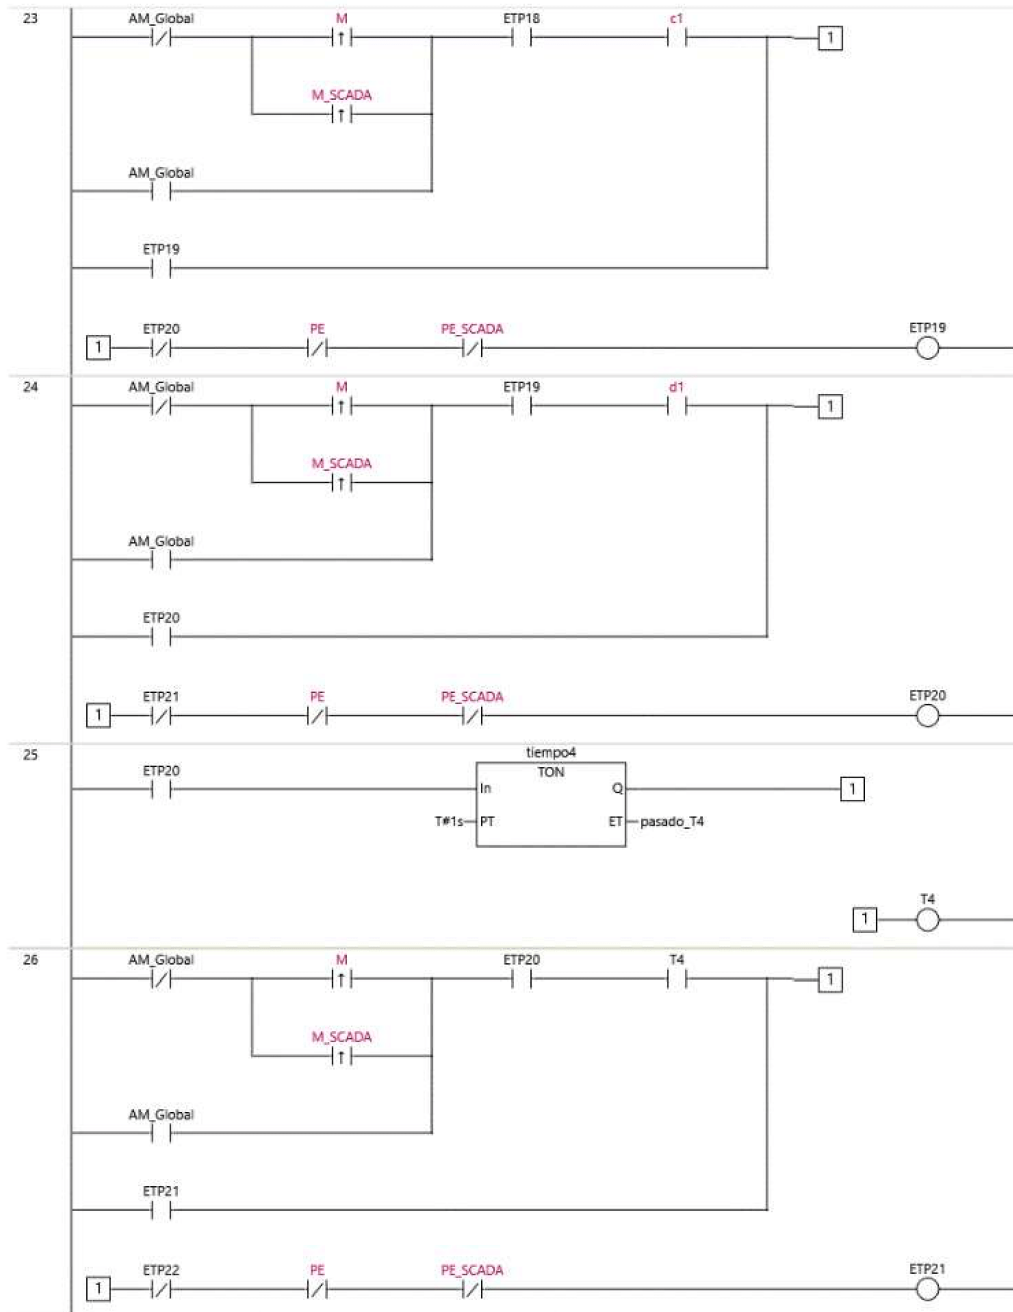 23 AM_Global M ETP18 c1
1
M_SCADA
AM_Global
ETP19
1 ETP20 PE PE_SCADA ETP19
24 AM_Global M ETP19 d1
1
M_SCADA
AM_Global
ETP20
1 ETP21 PE PE_SCADA ETP20
25 tiempo4
ETP20 TON
In Q 1
T#1s PT ET pasado_T4
T4
1
26 AM_Global M ETP20 T4
1
M_SCADA
AM_Global
ETP21
1 ETP22 PE PE_SCADA ETP21